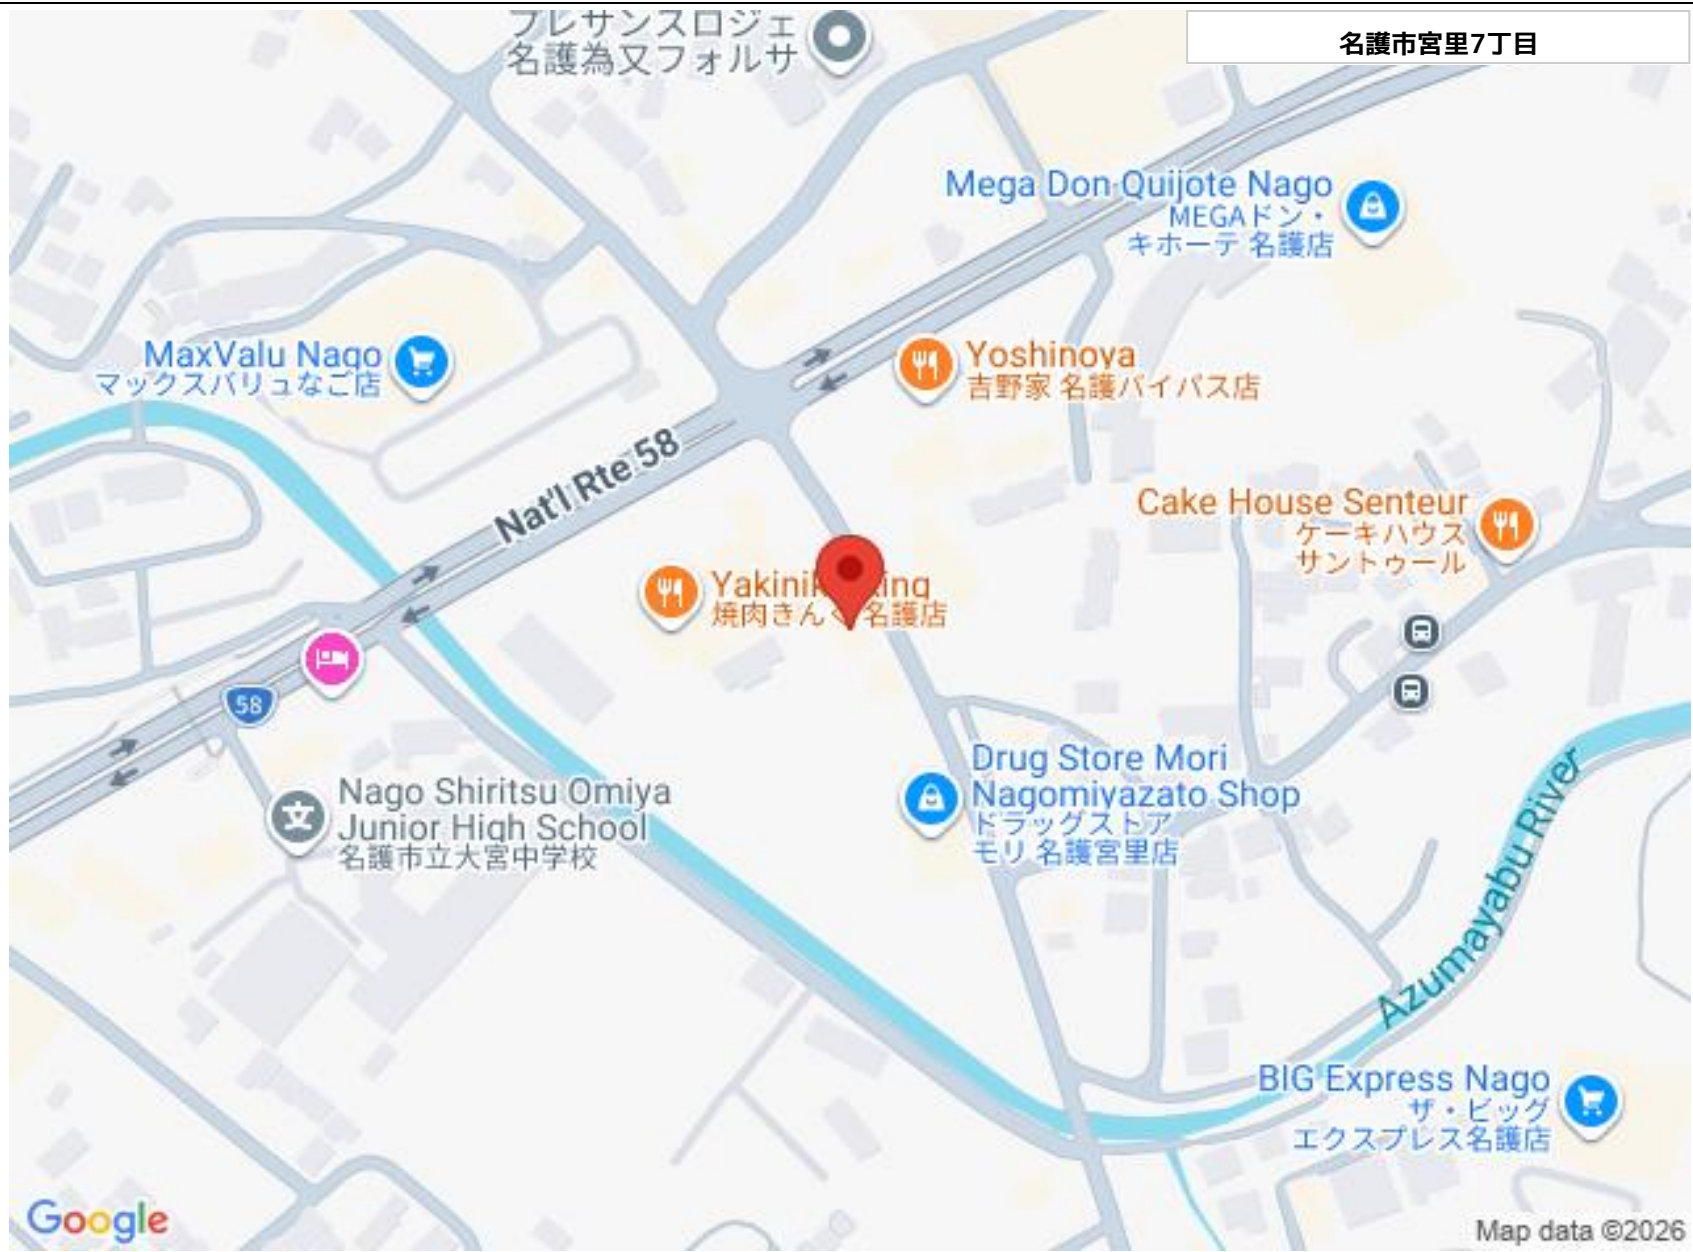 プレサンスロジェ
名護為又フォルサ
名護市宮里7丁目
Mega Don Quijote Nago
MEGAドン・
キホーテ 名護店
MaxValu Nago
マックスバリュなご店
Yoshinoya
吉野家 名護バイパス店
Nat'l Rte 58
Cake House Senteur
ケーキハウス
サントゥール
Yakini King
焼肉きん 名護店
58
Nago Shiritsu Omiya
Junior High School
名護市立大宮中学校
文
Drug Store Mori
Nagomiyazato Shop
ドラッグストア
モリ 名護宮里店
Azumayabu River
BIG Express Nago
ザ・ビッグ
エクスプレス名護店
Google
Map data ©2026